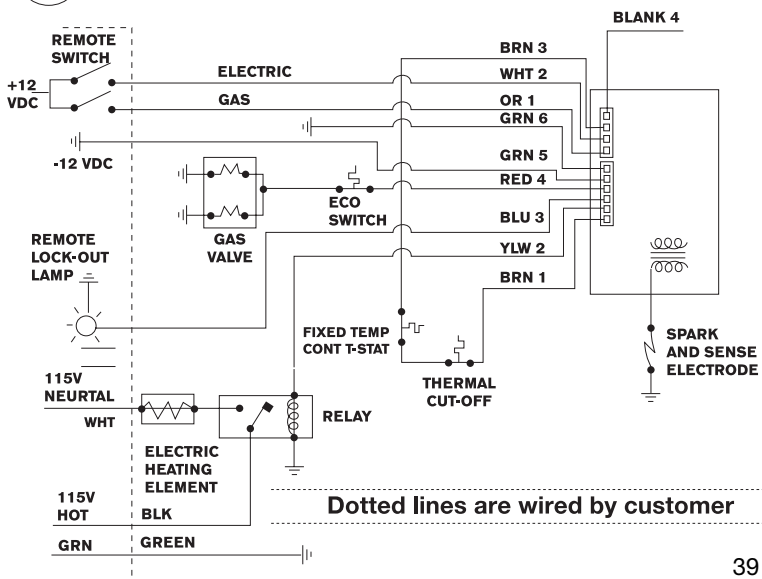 BLANK 4
REMOTE
SWITCH
+12
VDC
ELECTRIC
GAS
-12 VDC
BRN 3
WHT 2
OR 1
GRN 6
GRN 5
RED 4
BLU 3
YLW 2
BRN 1
ECO
SWITCH
GAS
VALVE
REMOTE
LOCK-OUT
LAMP
FIXED TEMP
CONT T-STAT
THERMAL
CUT-OFF
SPARK
AND SENSE
ELECTRODE
115V
NEURTAL
WHT
RELAY
ELECTRIC
HEATING
ELEMENT
115V
HOT
BLK
GRN
GREEN
Dotted lines are wired by customer
39